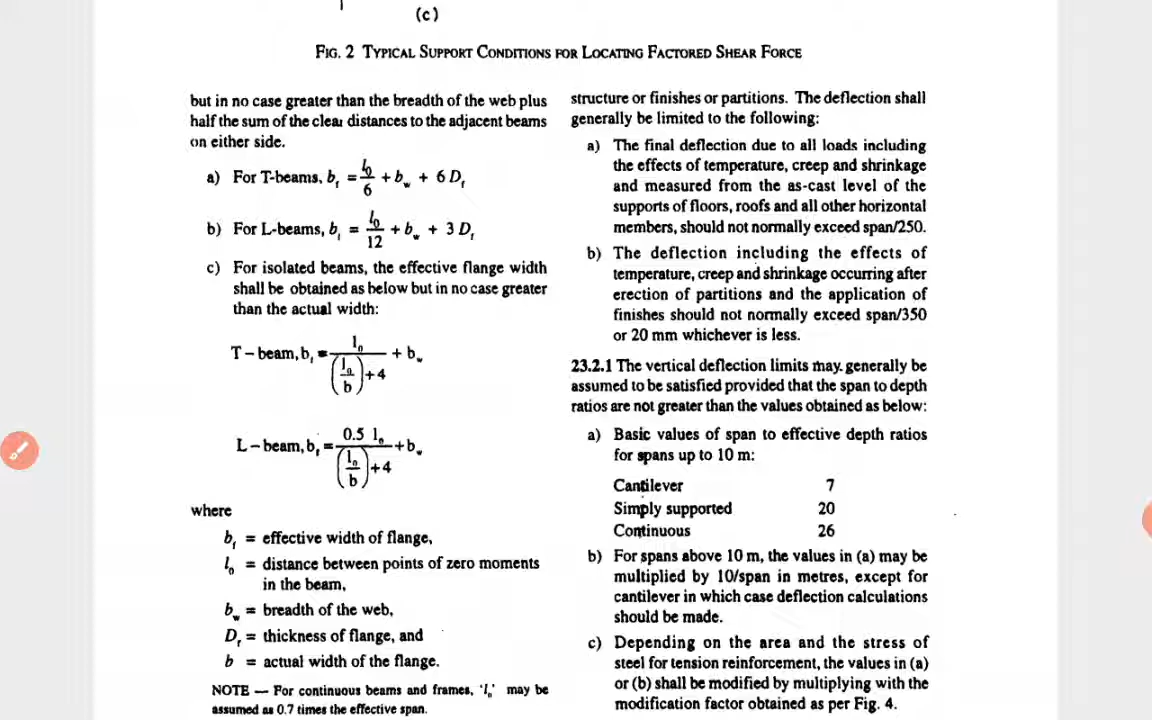 (c)
FIG. 2 TYPICAL SUPPORT CONDITIONS FOR LOCATING FACTORED SHEAR FORCE
but in no case greater than the breadth of the web plus
half the sum of the clear distances to the adjacent beams
on either side.
a) For T-beams, b_f = l_0/6 + b_w + 6 D_f
b) For L-beams, b_f = l_0/12 + b_w + 3 D_f
c) For isolated beams, the effective flange width
shall be obtained as below but in no case greater
than the actual width:
T – beam, b_f = l_0/((l_0/b)+4) + b_w
L – beam, b_f = 0.5 l_0/((l_0/b)+4) + b_w
where
b_f = effective width of flange,
l_0 = distance between points of zero moments
in the beam,
b_w = breadth of the web,
D_f = thickness of flange, and
b = actual width of the flange.
NOTE — For continuous beams and frames, 'l_0' may be
assumed as 0.7 times the effective span.
structure or finishes or partitions. The deflection shall
generally be limited to the following:
a) The final deflection due to all loads including
the effects of temperature, creep and shrinkage
and measured from the as-cast level of the
supports of floors, roofs and all other horizontal
members, should not normally exceed span/250.
b) The deflection including the effects of
temperature, creep and shrinkage occurring after
erection of partitions and the application of
finishes should not normally exceed span/350
or 20 mm whichever is less.
23.2.1 The vertical deflection limits may generally be
assumed to be satisfied provided that the span to depth
ratios are not greater than the values obtained as below:
a) Basic values of span to effective depth ratios
for spans up to 10 m:
Cantilever 7
Simply supported 20
Continuous 26
b) For spans above 10 m, the values in (a) may be
multiplied by 10/span in metres, except for
cantilever in which case deflection calculations
should be made.
c) Depending on the area and the stress of
steel for tension reinforcement, the values in (a)
or (b) shall be modified by multiplying with the
modification factor obtained as per Fig. 4.